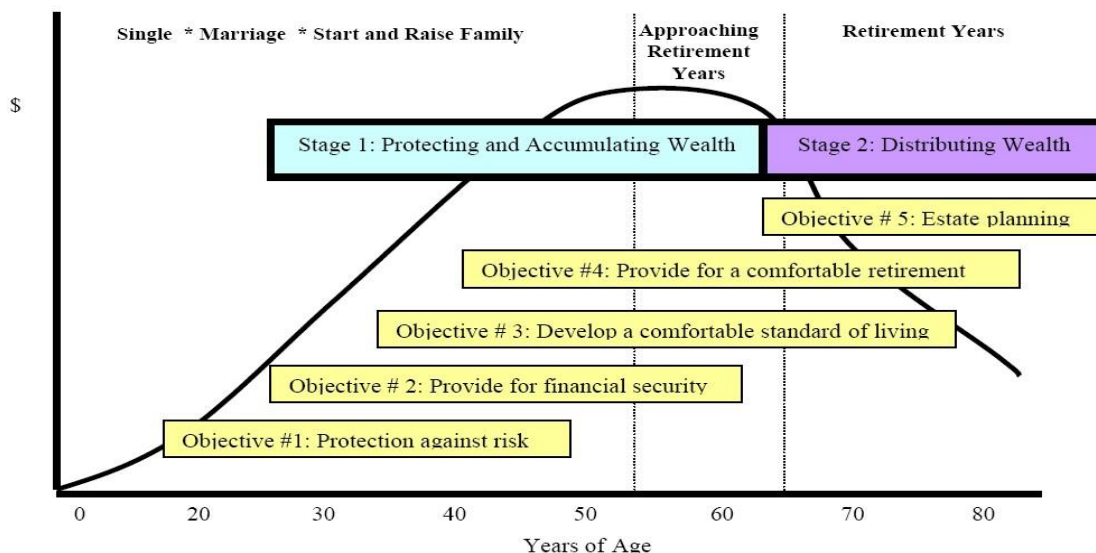 Single * Marriage * Start and Raise Family
Approaching
Retirement
Years
Retirement Years
$
Stage 1: Protecting and Accumulating Wealth
Stage 2: Distributing Wealth
Objective # 5: Estate planning
Objective #4: Provide for a comfortable retirement
Objective # 3: Develop a comfortable standard of living
Objective # 2: Provide for financial security
Objective #1: Protection against risk
0 20 30 40 50 60 70 80
Years of Age